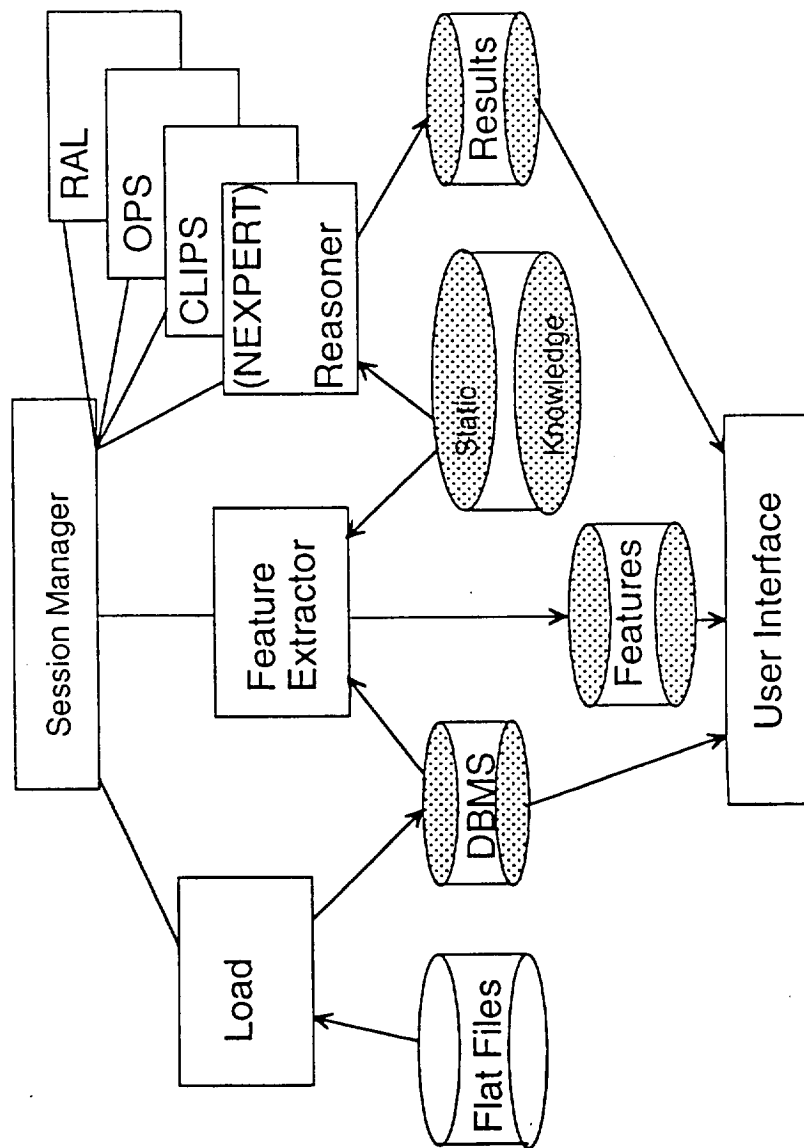 Session Manager
RAL
OPS
CLIPS
(NEXPERT)
Reasoner
Feature
Extractor
Load
Results
Static
Knowledge
Features
DBMS
Flat Files
User Interface